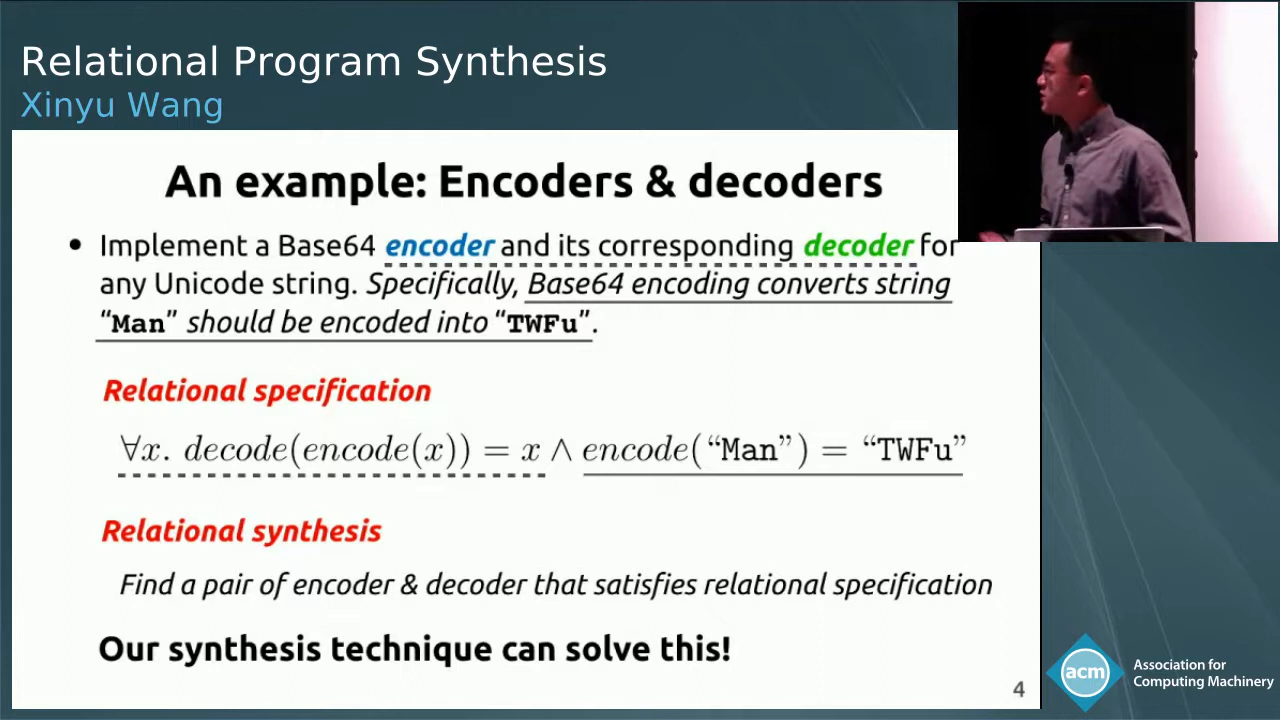 Relational Program Synthesis
Xinyu Wang
An example: Encoders & decoders
• Implement a Base64 encoder and its corresponding decoder for
any Unicode string. Specifically, Base64 encoding converts string
“Man” should be encoded into “TWFu”.
Relational specification
∀x. decode(encode(x)) = x ∧ encode(“Man”) = “TWFu”
Relational synthesis
Find a pair of encoder & decoder that satisfies relational specification
Our synthesis technique can solve this!
4
acm
Association for
Computing Machinery